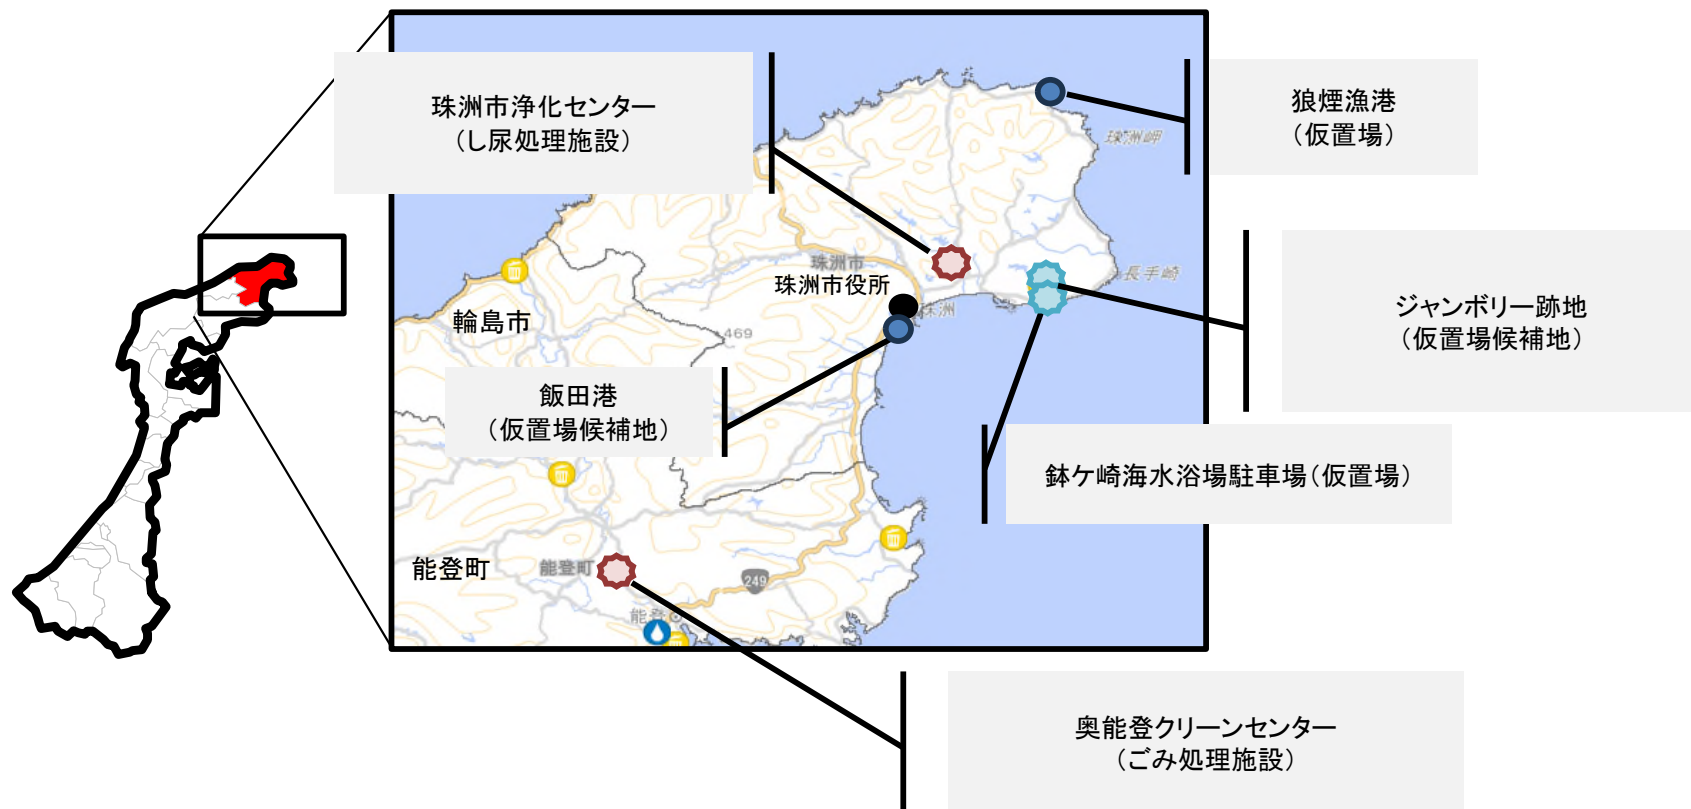 珠洲市浄化センター
（し尿処理施設）
狼煙漁港
（仮置場）
珠洲岬
珠洲市
珠洲市役所
長手崎
珠洲
ジャンボリー跡地
（仮置場候補地）
輪島市
469
飯田港
（仮置場候補地）
鉢ケ崎海水浴場駐車場（仮置場）
能登町
能登町
249
能登
奥能登クリーンセンター
（ごみ処理施設）